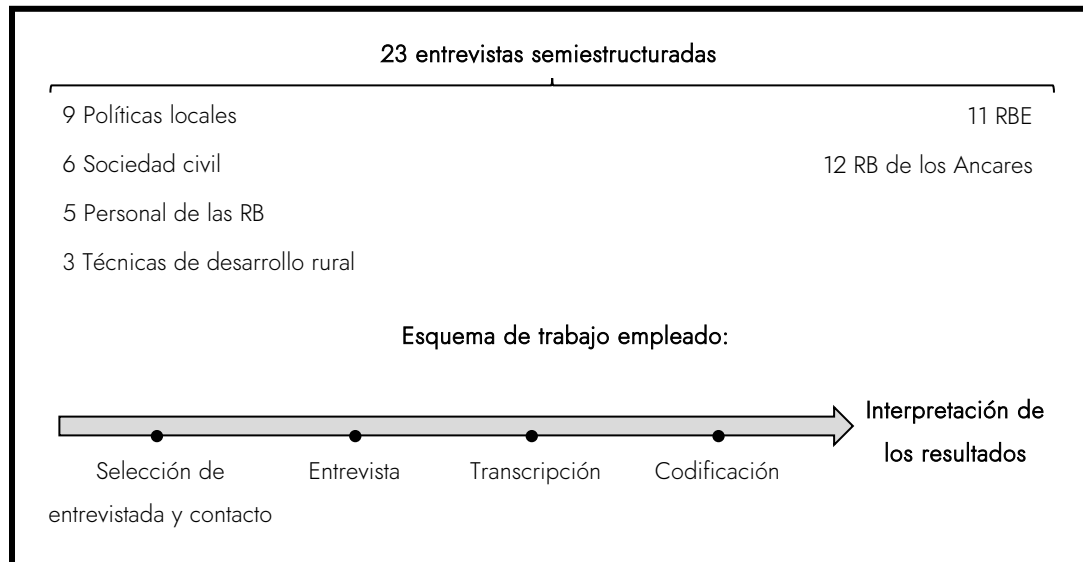 23 entrevistas semiestructuradas
9 Políticas locales
11 RBE
6 Sociedad civil
12 RB de los Ancares
5 Personal de las RB
3 Técnicas de desarrollo rural
Esquema de trabajo empleado:
Selección de
entrevistada y contacto
Entrevista
Transcripción
Codificación
Interpretación de
los resultados